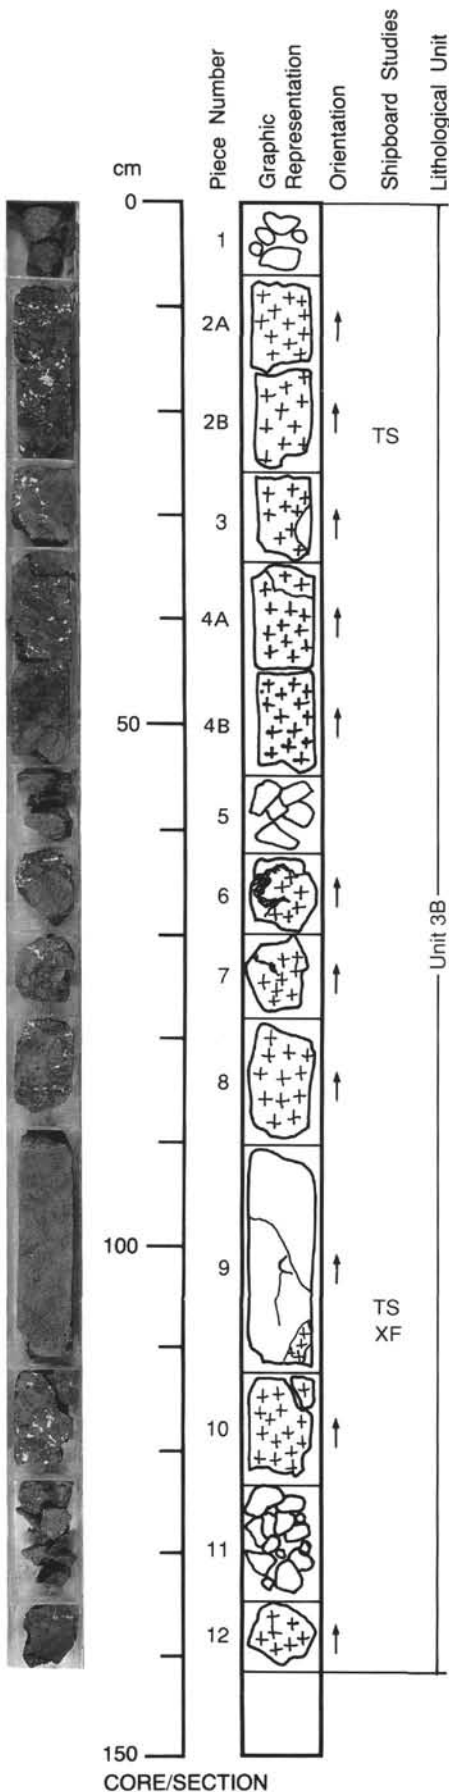 cm
Piece Number
Graphic
Representation
Orientation
Shipboard Studies
Lithological Unit
0
1
2A
2B
TS
3
4A
50
4B
5
6
Unit 3B
7
8
100
9
TS
XF
10
11
12
150
CORE/SECTION